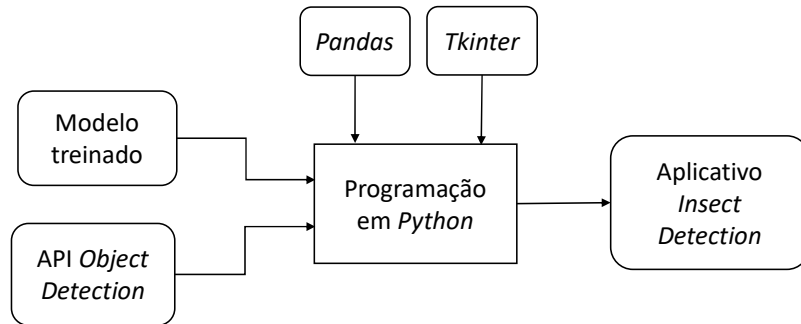 Pandas
Tkinter
Modelo
treinado
Programação
em Python
Aplicativo
Insect
Detection
API Object
Detection